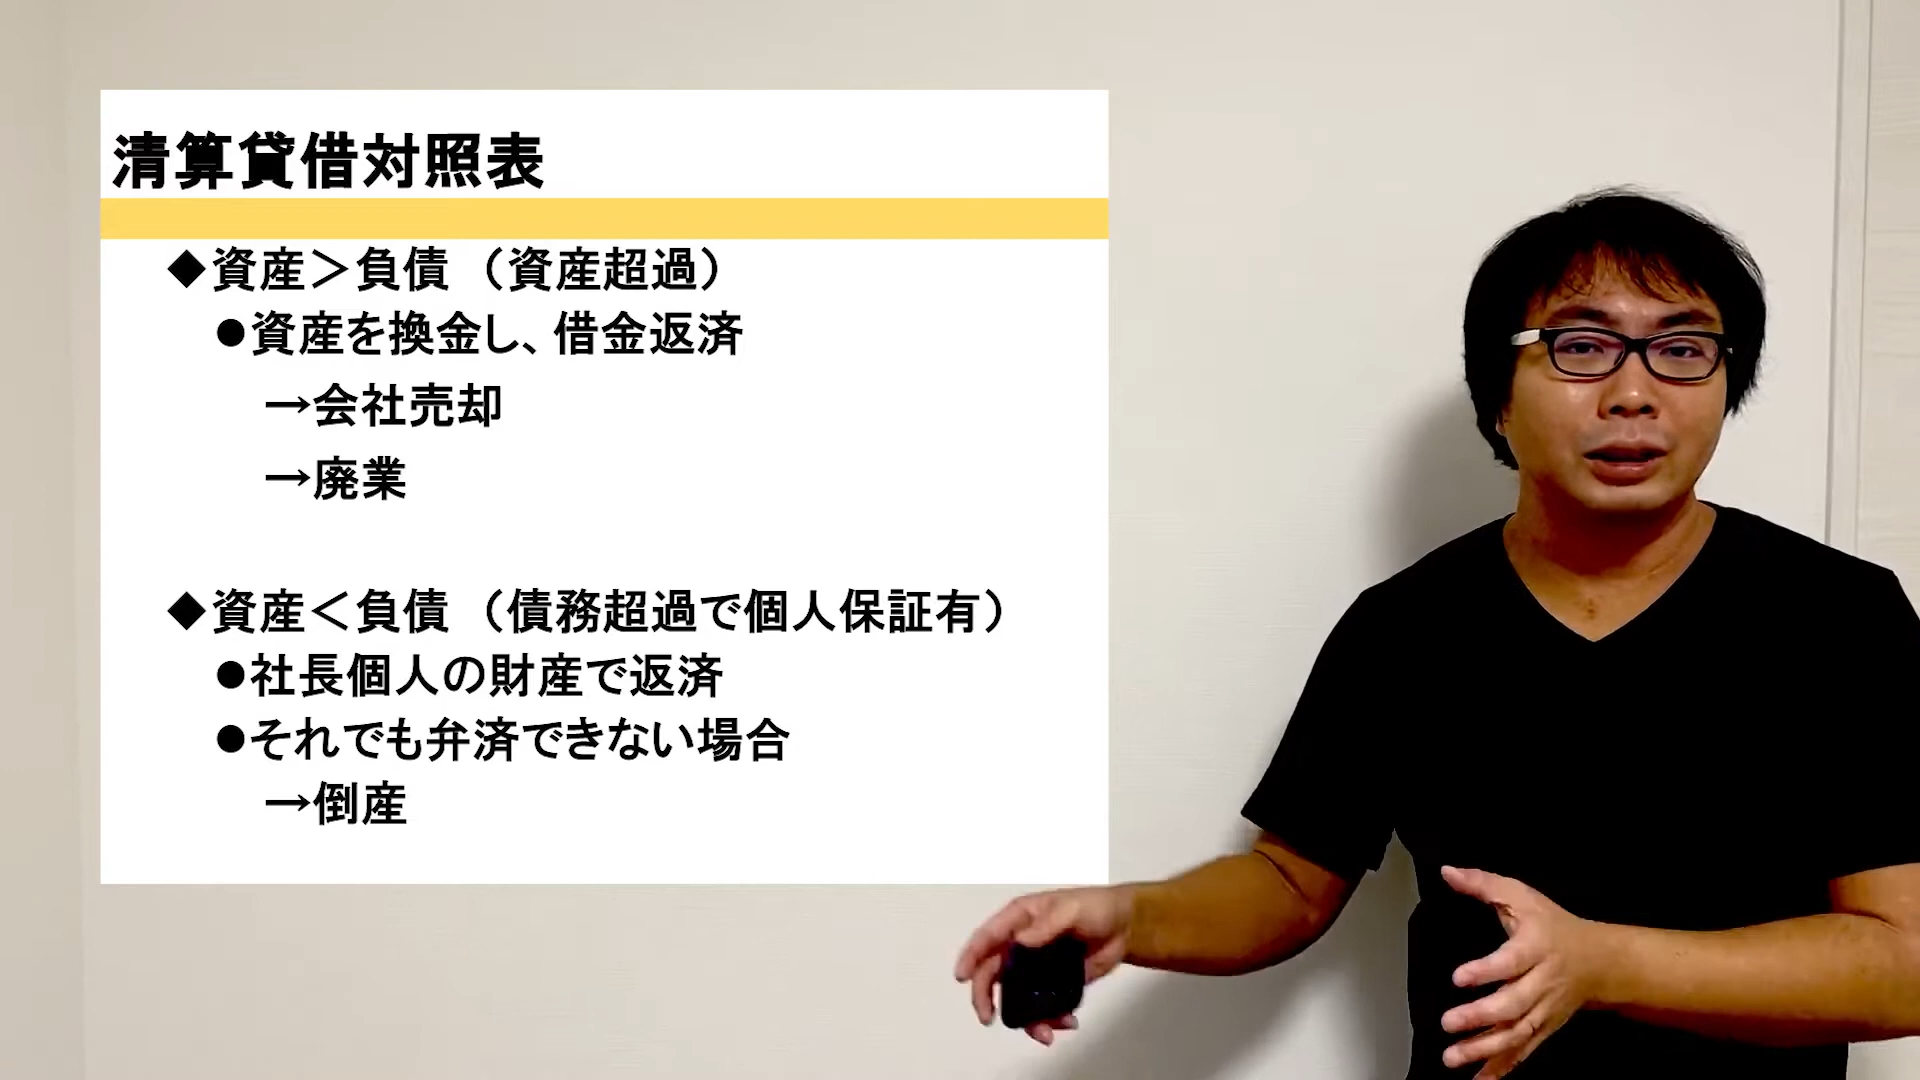 清算貸借対照表
◆資産＞負債　（資産超過）
●資産を換金し、借金返済
→会社売却
→廃業
◆資産＜負債　（債務超過で個人保証有）
●社長個人の財産で返済
●それでも弁済できない場合
→倒産